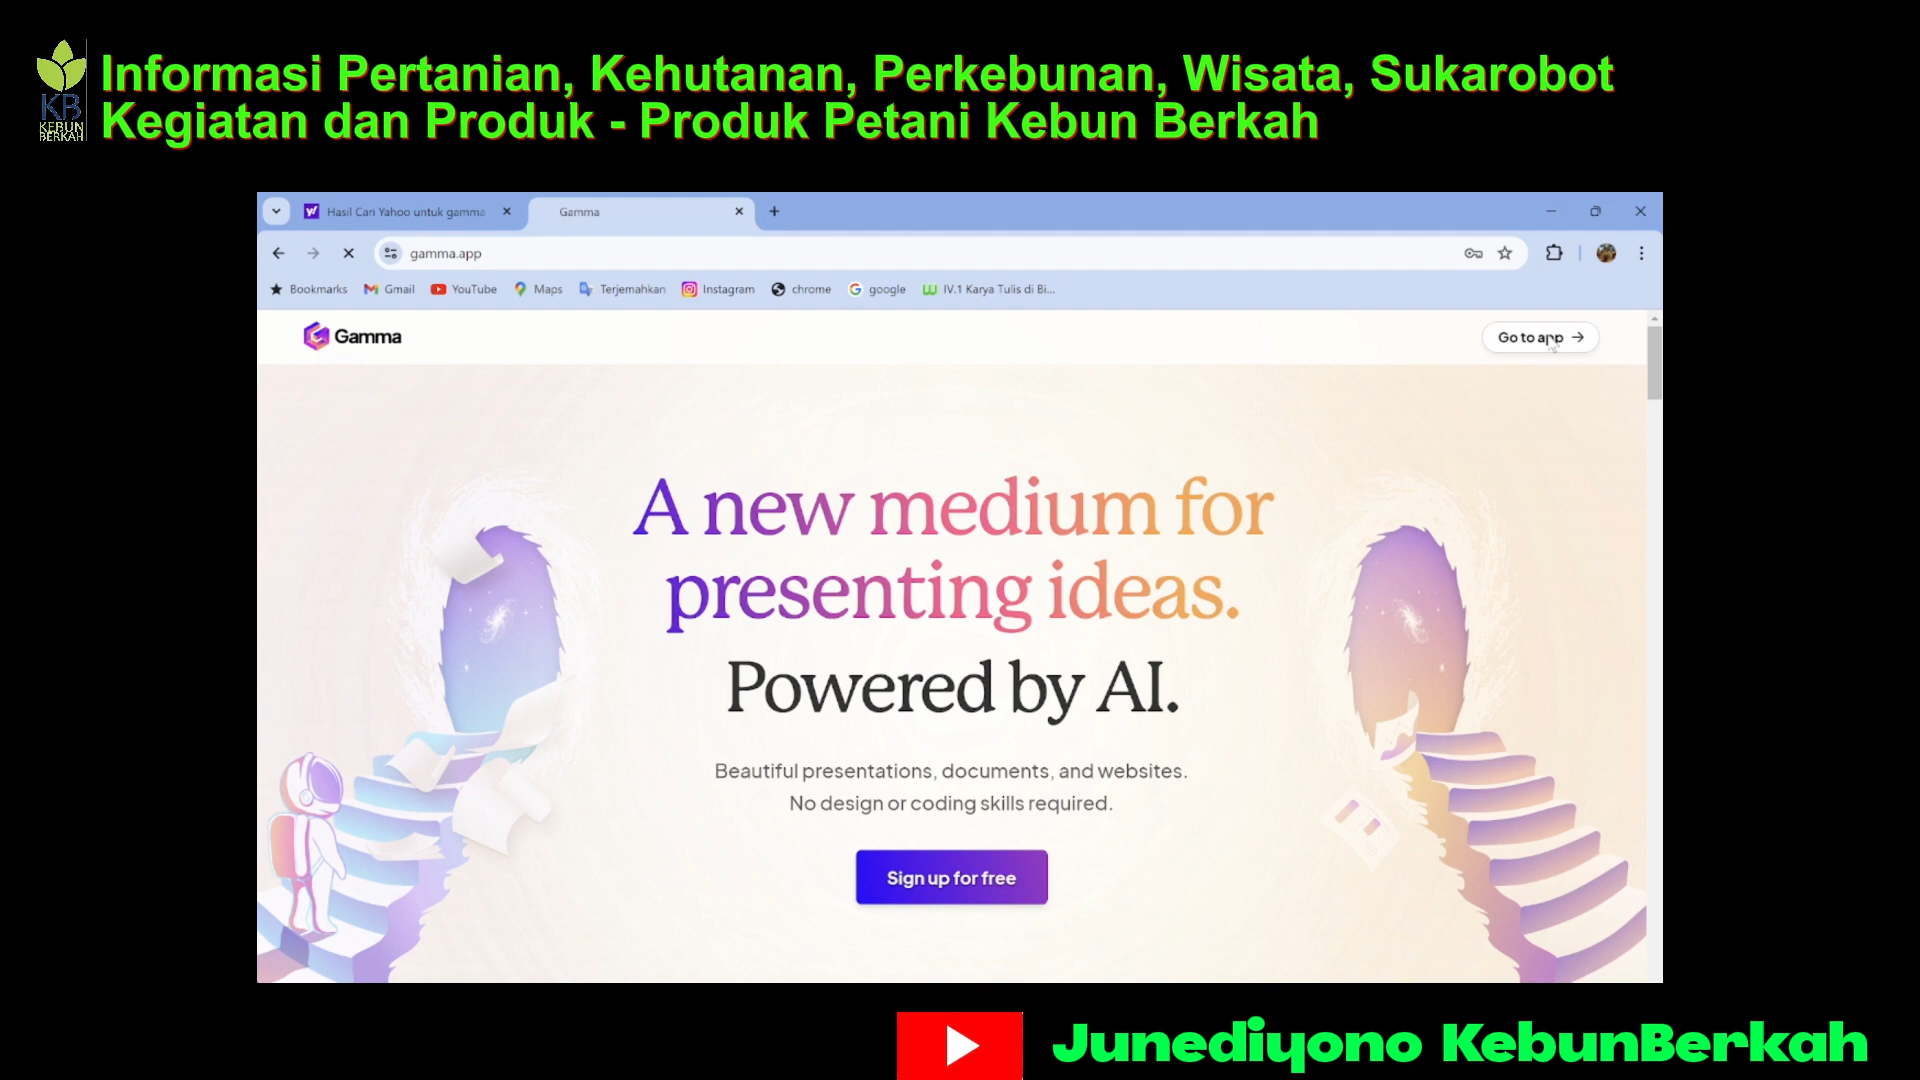 Informasi Pertanian, Kehutanan, Perkebunan, Wisata, Sukarobot
Kegiatan dan Produk - Produk Petani Kebun Berkah
KB
KEBUN
BERKAH
Hasil Cari Yahoo untuk gamma
Gamma
gamma.app
Bookmarks Gmail YouTube Maps Terjemahkan Instagram chrome google IV.1 Karya Tulis di Bi...
Gamma
Go to app →
A new medium for
presenting ideas.
Powered by AI.
Beautiful presentations, documents, and websites.
No design or coding skills required.
Sign up for free
Junediyono KebunBerkah